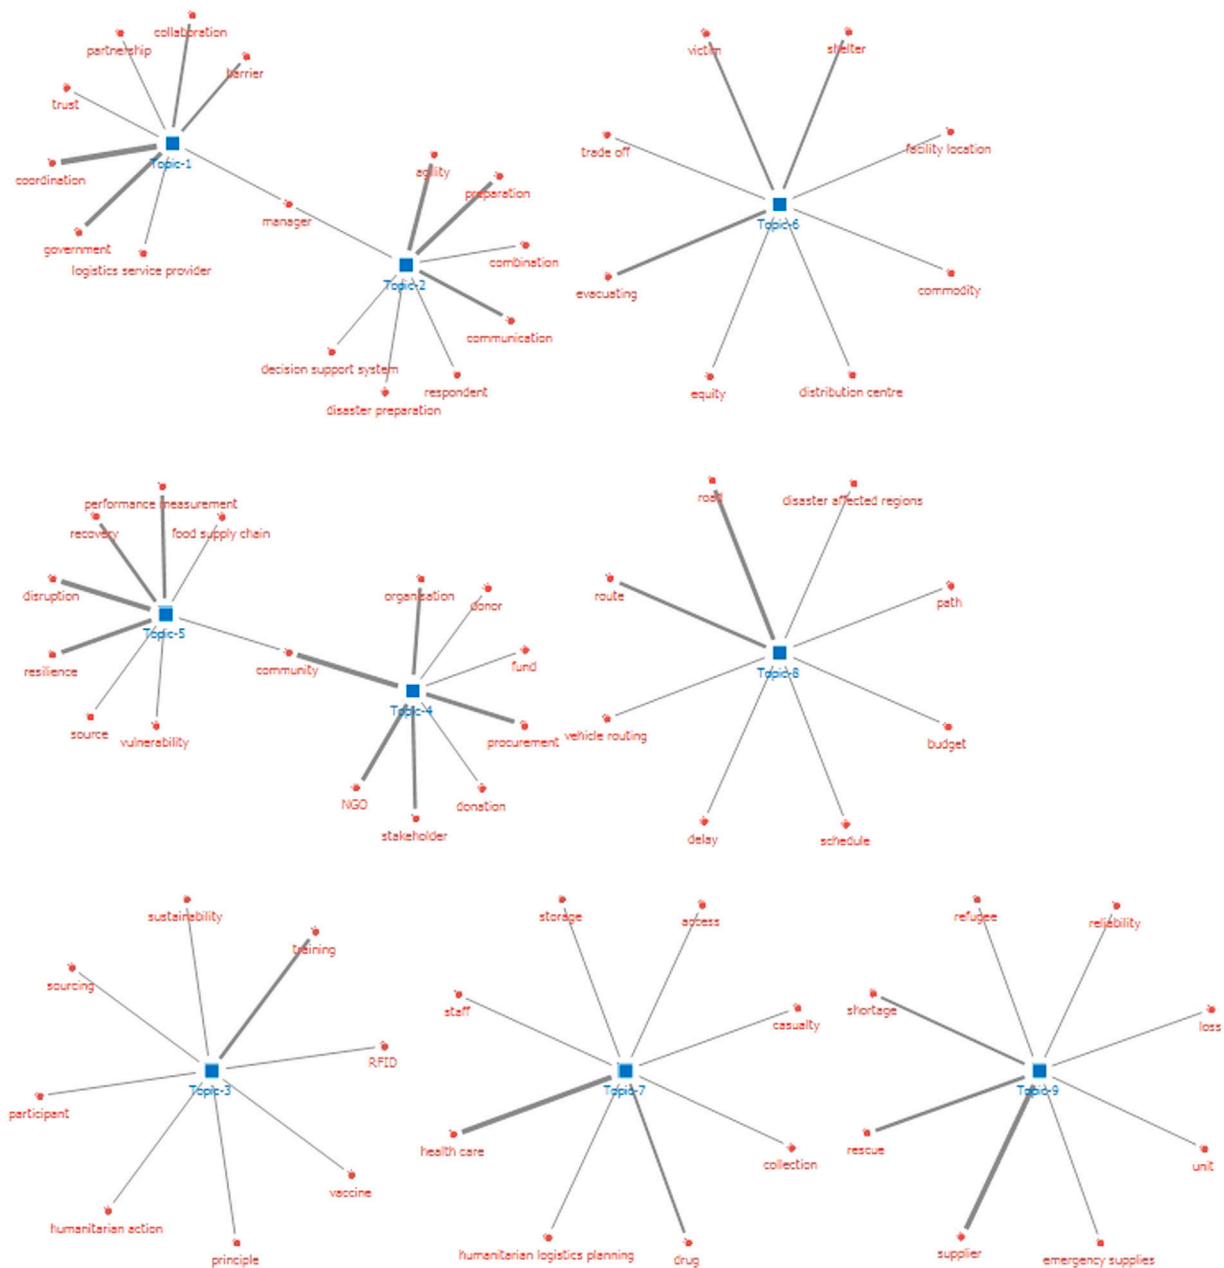 collaboration
partnership
barrier
trust
Topic-1
coordination
manager
government
logistics service provider
agility
preparation
combination
Topic-2
communication
decision support system
respondent
disaster preparation
victim
shelter
trade off
facility location
Topic-6
evacuating
commodity
equity
distribution centre
performance measurement
recovery
food supply chain
disruption
Topic-5
resilience
community
source
vulnerability
organisation
donor
fund
Topic-4
procurement
NGO
donation
stakeholder
road
disaster affected regions
route
path
Topic-8
vehicle routing
budget
delay
schedule
sustainability
training
sourcing
RFID
Topic-3
participant
vaccine
humanitarian action
principle
storage
access
staff
casualty
Topic-7
health care
collection
humanitarian logistics planning
drug
refugee
reliability
shortage
loss
Topic-9
rescue
unit
supplier
emergency supplies